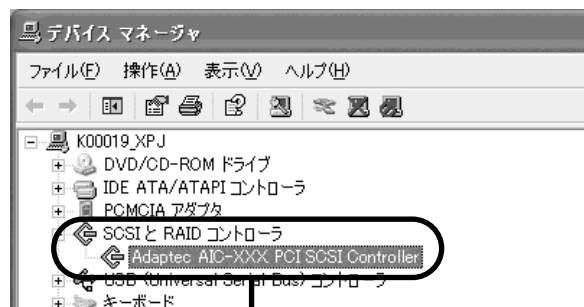 デバイス マネージャ
ファイル(F) 操作(A) 表示(V) ヘルプ(H)
K00019_XPJ
DVD/CD-ROM ドライブ
IDE ATA/ATAPI コントローラ
PCMCIA アダプタ
SCSI と RAID コントローラ
Adaptec AIC-XXX PCI SCSI Controller
USB (Universal Serial Bus) コントローラ
キーボード